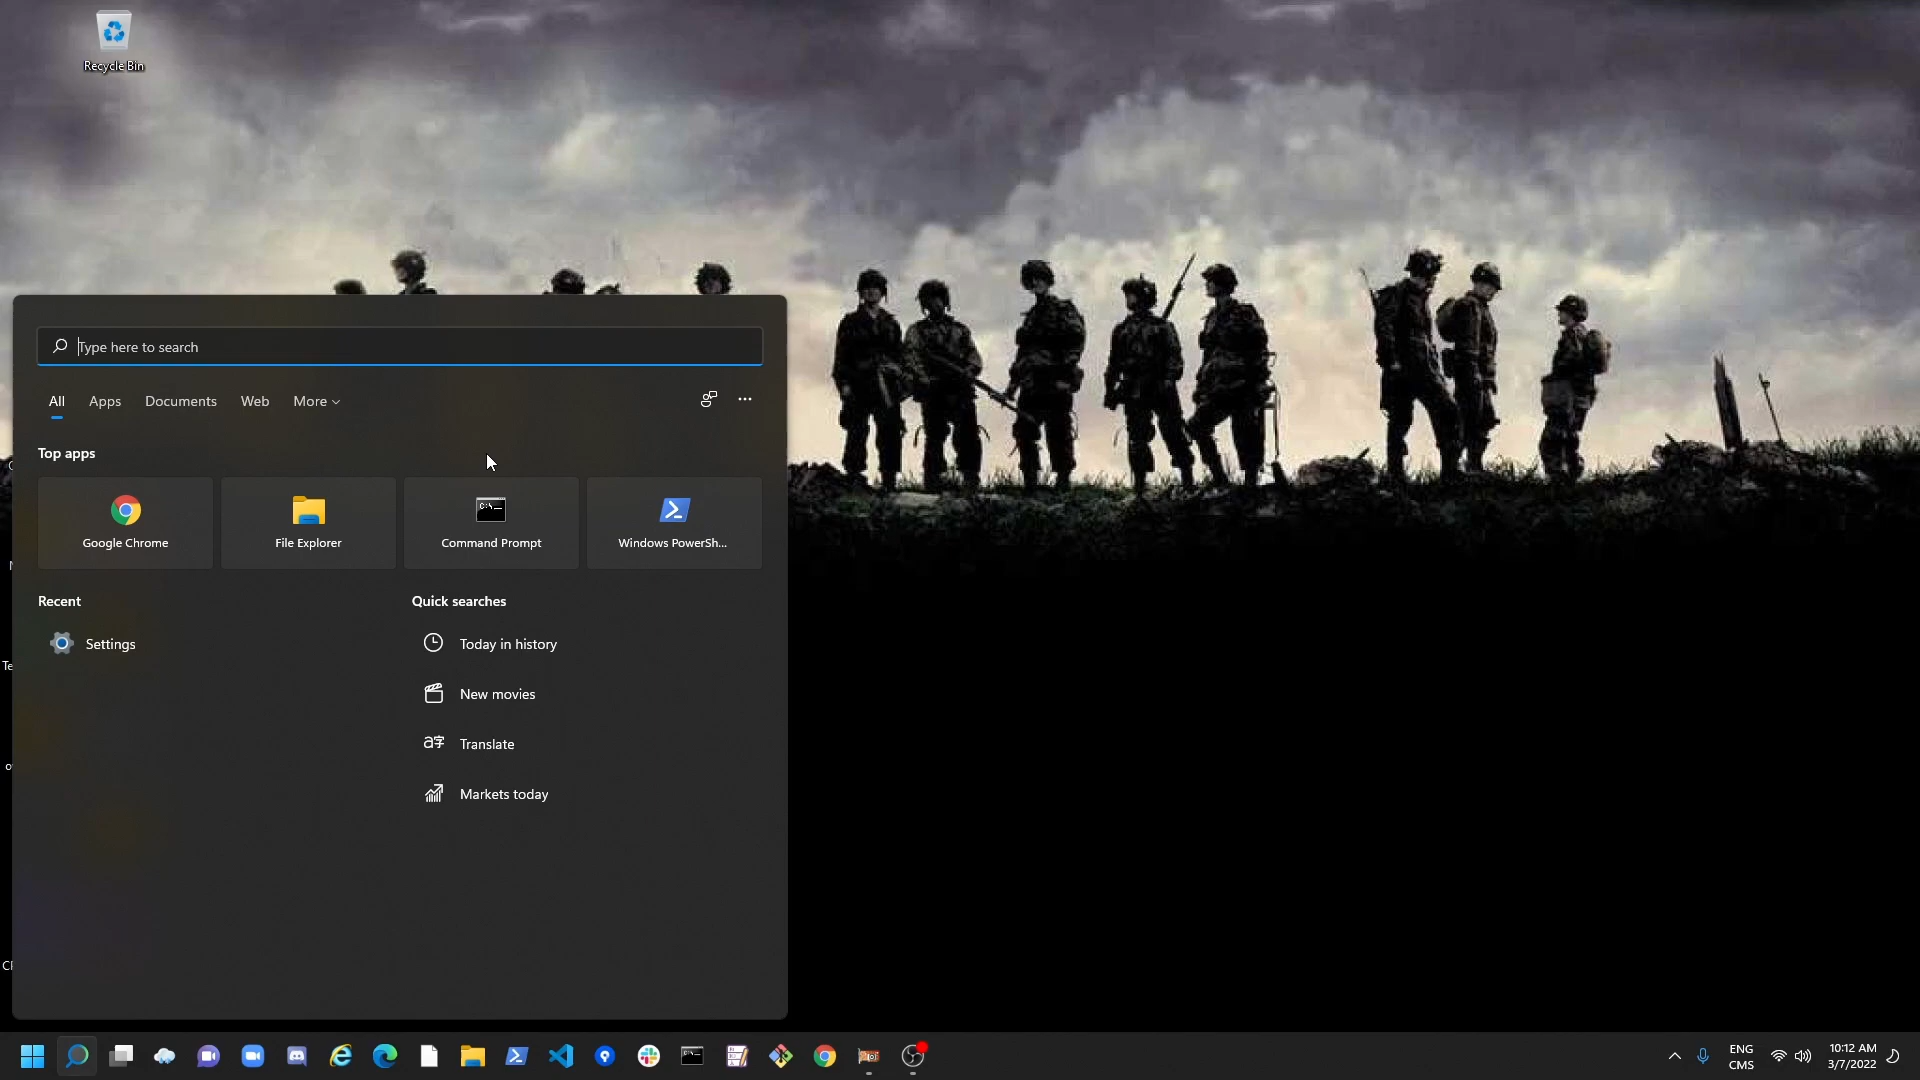 Recycle Bin
Type here to search
All Apps Documents Web More
Top apps
Google Chrome
File Explorer
Command Prompt
Windows PowerSh...
Recent
Quick searches
Settings
Today in history
New movies
Translate
Markets today
ENG
CMS
10:12 AM
3/7/2022